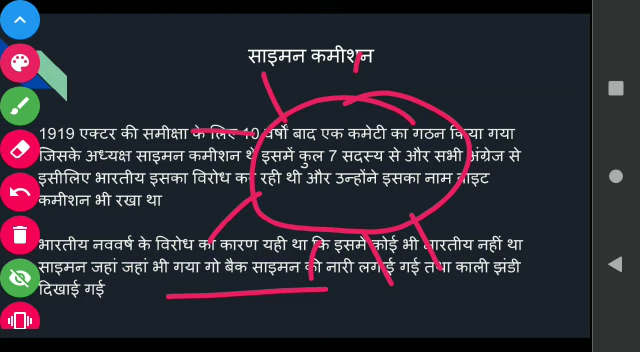 साइमन कमीशन
1919 एक्टर की समीक्षा के लिए 10 वर्षों बाद एक कमेटी का गठन किया गया
जिसके अध्यक्ष साइमन कमीशन थे इसमें कुल 7 सदस्य से और सभी अंग्रेज से
इसीलिए भारतीय इसका विरोध कर रही थी और उन्होंने इसका नाम वाइट
कमीशन भी रखा था
भारतीय नववर्ष के विरोध का कारण यही था कि इसमें कोई भी भारतीय नहीं था
साइमन जहां जहां भी गया गो बैक साइमन की नारी लगाई गई तथा काली झंडी
दिखाई गई